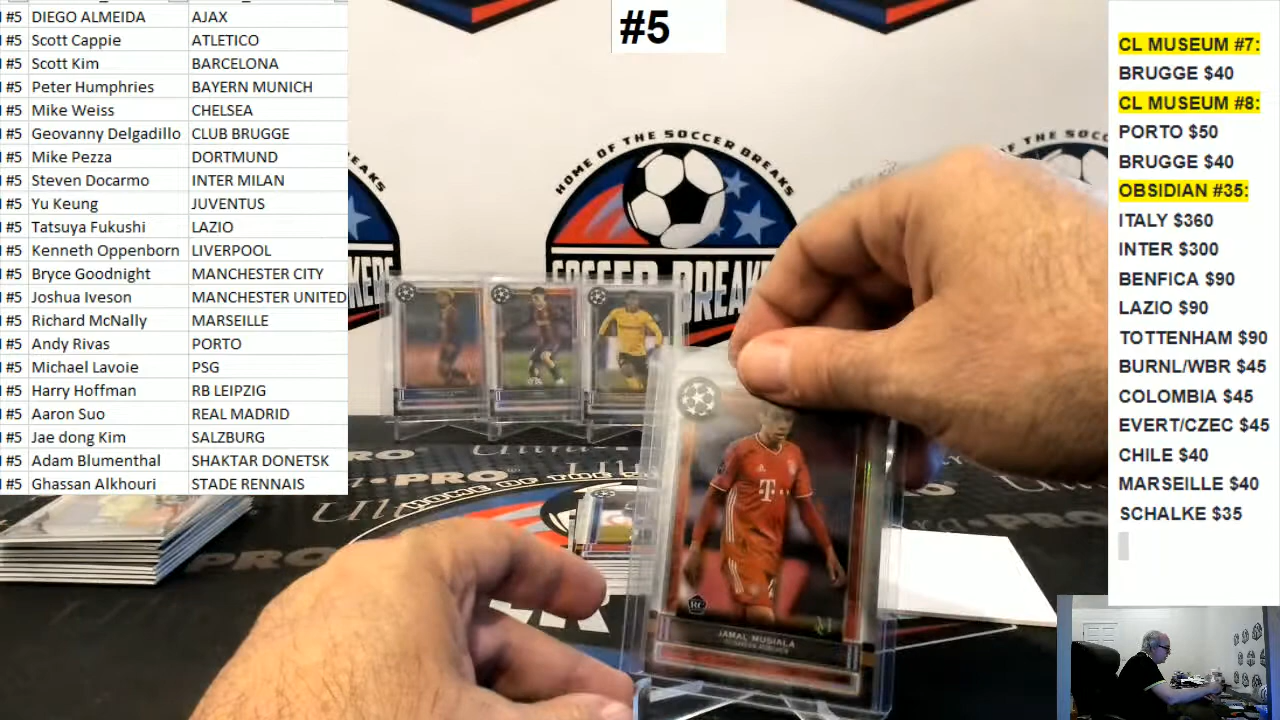 #5 DIEGO ALMEIDA AJAX
#5 Scott Cappie ATLETICO
#5 Scott Kim BARCELONA
#5 Peter Humphries BAYERN MUNICH
#5 Mike Weiss CHELSEA
#5 Geovanny Delgadillo CLUB BRUGGE
#5 Mike Pezza DORTMUND
#5 Steven Docarmo INTER MILAN
#5 Yu Keung JUVENTUS
#5 Tatsuya Fukushi LAZIO
#5 Kenneth Oppenborn LIVERPOOL
#5 Bryce Goodnight MANCHESTER CITY
#5 Joshua Iveson MANCHESTER UNITED
#5 Richard McNally MARSEILLE
#5 Andy Rivas PORTO
#5 Michael Lavoie PSG
#5 Harry Hoffman RB LEIPZIG
#5 Aaron Suo REAL MADRID
#5 Jae dong Kim SALZBURG
#5 Adam Blumenthal SHAKTAR DONETSK
#5 Ghassan Alkhouri STADE RENNAIS
#5
HOME OF THE SOCCER BREAKS
SOCCER BREA
T
RC
JAMAL MUSIALA
CL MUSEUM #7:
BRUGGE $40
CL MUSEUM #8:
PORTO $50
BRUGGE $40
OBSIDIAN #35:
ITALY $360
INTER $300
BENFICA $90
LAZIO $90
TOTTENHAM $90
BURNL/WBR $45
COLOMBIA $45
EVERT/CZEC $45
CHILE $40
MARSEILLE $40
SCHALKE $35